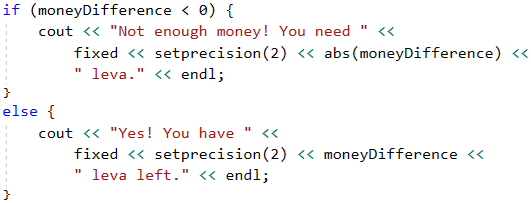 if (moneyDifference < 0) {
    cout << "Not enough money! You need " <<
        fixed << setprecision(2) << abs(moneyDifference) <<
        " leva." << endl;
}
else {
    cout << "Yes! You have " <<
        fixed << setprecision(2) << moneyDifference <<
        " leva left." << endl;
}